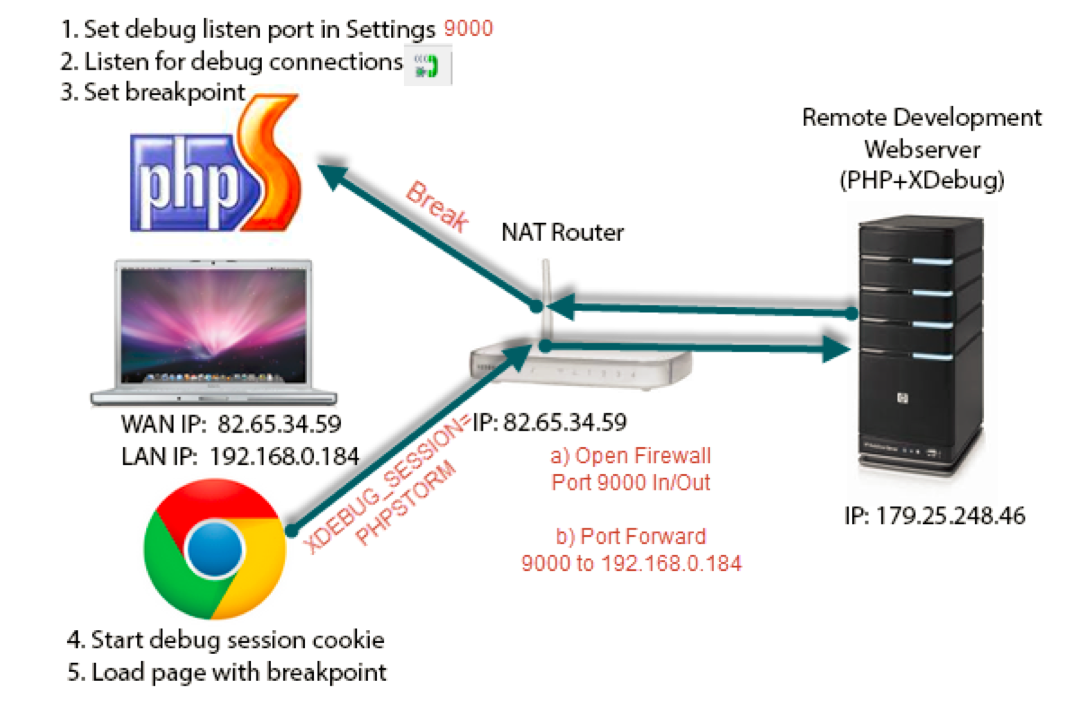 1. Set debug listen port in Settings 9000
2. Listen for debug connections
3. Set breakpoint
php S
Remote Development
Webserver
(PHP+XDebug)
Break
NAT Router
WAN IP: 82.65.34.59
LAN IP: 192.168.0.184
XDEBUG_SESSION=
PHPSTORM
IP: 82.65.34.59
a) Open Firewall
Port 9000 In/Out
b) Port Forward
9000 to 192.168.0.184
hp
IP: 179.25.248.46
4. Start debug session cookie
5. Load page with breakpoint